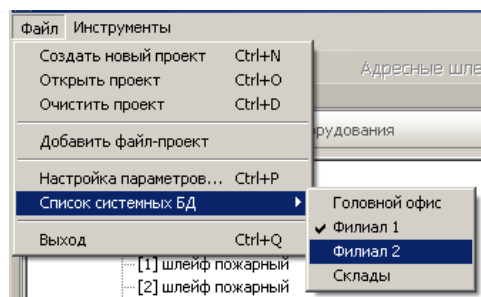 Файл Инструменты
Создать новый проект Ctrl+N
Открыть проект Ctrl+O
Очистить проект Ctrl+D
Добавить файл-проект
Настройка параметров... Ctrl+P
Список системных БД
Выход Ctrl+Q
Адресные шле
орудования
Головной офис
Филиал 1
Филиал 2
Склады
[1] шлейф пожарный
[2] шлейф пожарный